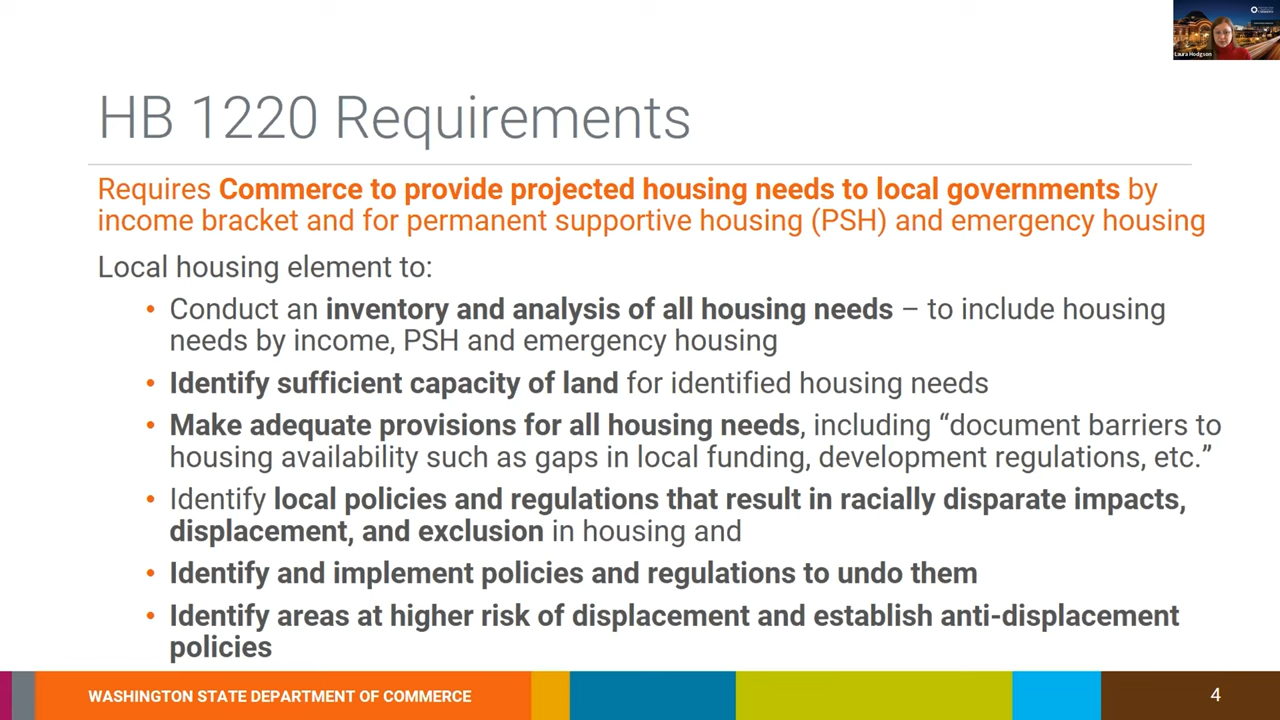 Laura Hodgson
HB 1220 Requirements
Requires Commerce to provide projected housing needs to local governments by
income bracket and for permanent supportive housing (PSH) and emergency housing
Local housing element to:
• Conduct an inventory and analysis of all housing needs – to include housing
needs by income, PSH and emergency housing
• Identify sufficient capacity of land for identified housing needs
• Make adequate provisions for all housing needs, including “document barriers to
housing availability such as gaps in local funding, development regulations, etc.”
• Identify local policies and regulations that result in racially disparate impacts,
displacement, and exclusion in housing and
• Identify and implement policies and regulations to undo them
• Identify areas at higher risk of displacement and establish anti-displacement
policies
WASHINGTON STATE DEPARTMENT OF COMMERCE
4